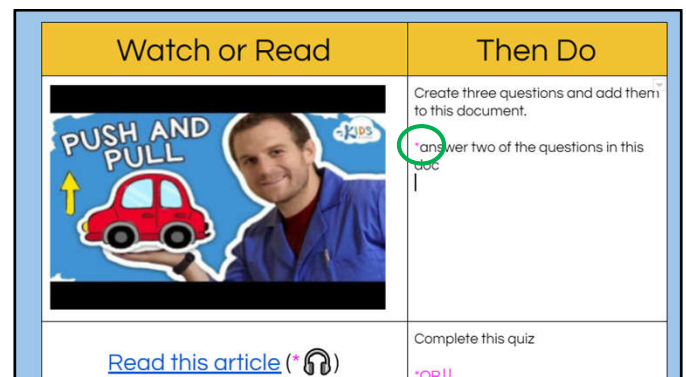 Watch or Read
Then Do
PUSH AND
PULL
KIDS
Create three questions and add them
to this document.
*answer two of the questions in this
doc
Read this article (*)
Complete this quiz
*OR!!